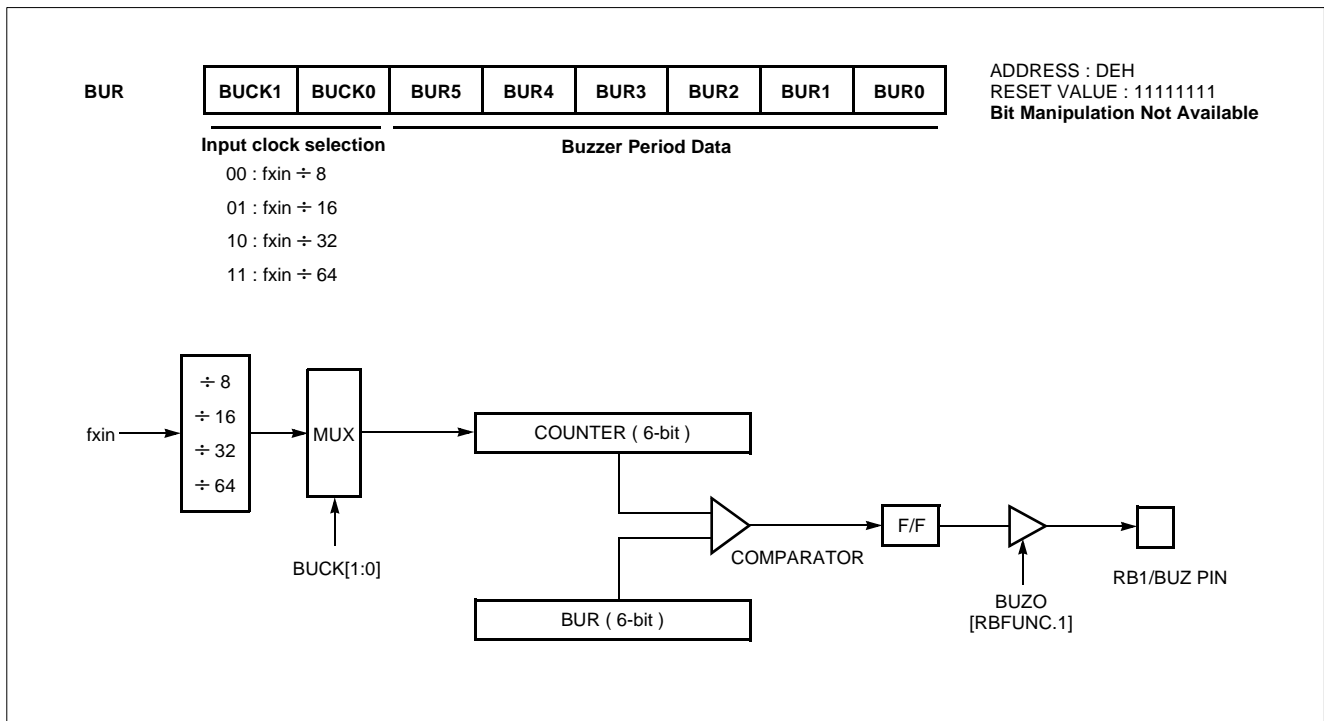 BUR
BUCK1 BUCK0 BUR5 BUR4 BUR3 BUR2 BUR1 BUR0
ADDRESS : DEH
RESET VALUE : 11111111
Bit Manipulation Not Available
Input clock selection
Buzzer Period Data
00 : fxin ÷ 8
01 : fxin ÷ 16
10 : fxin ÷ 32
11 : fxin ÷ 64
fxin
÷ 8
÷ 16
÷ 32
÷ 64
MUX
BUCK[1:0]
COUNTER ( 6-bit )
BUR ( 6-bit )
COMPARATOR
F/F
BUZO
[RBFUNC.1]
RB1/BUZ PIN